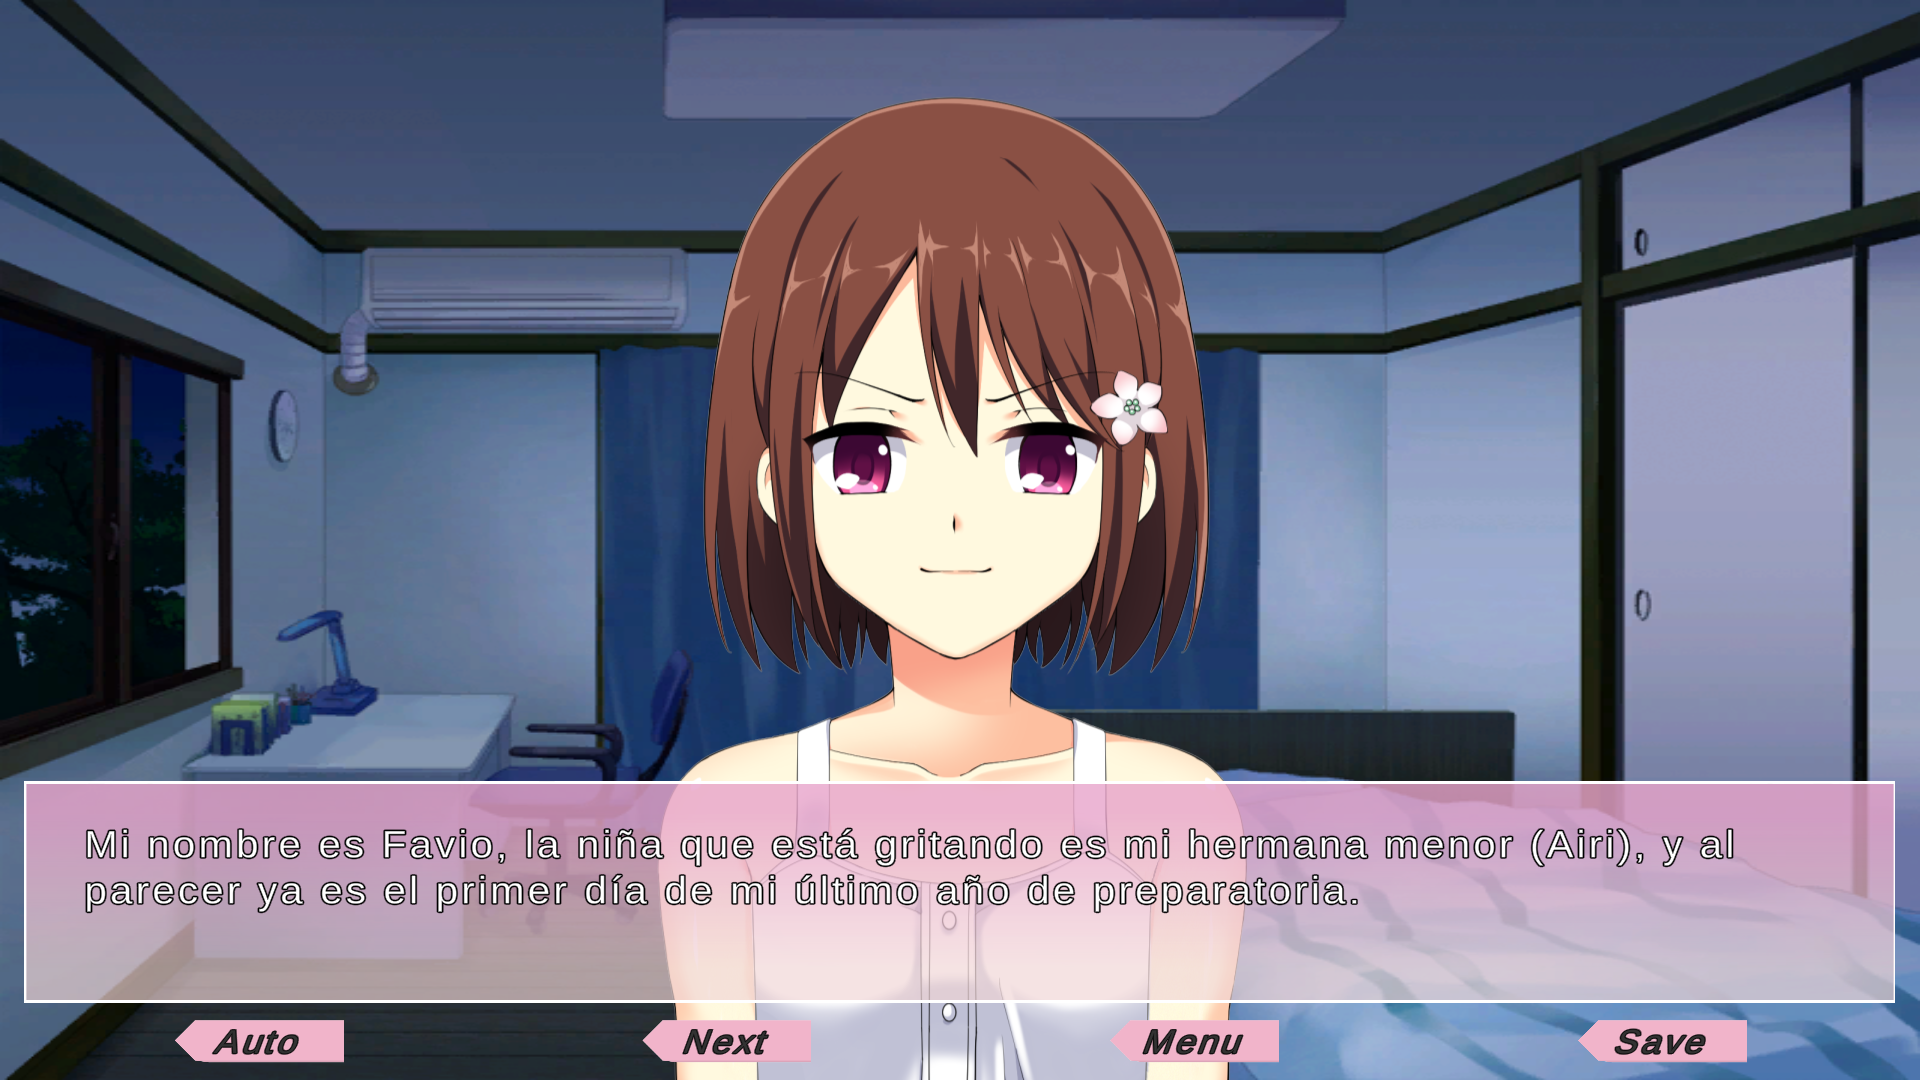 Mi nombre es Favio, la niña que está gritando es mi hermana menor (Airi), y al
parecer ya es el primer día de mi último año de preparatoria.
Auto
Next
Menu
Save